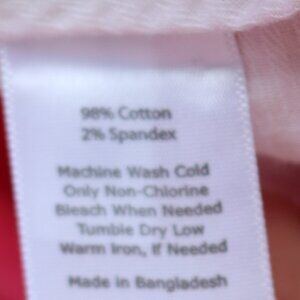 98% Cotton
2% Spandex
Machine Wash Cold
Only Non-Chlorine
Bleach When Needed
Tumble Dry Low
Warm Iron, If Needed
Made in Bangladesh